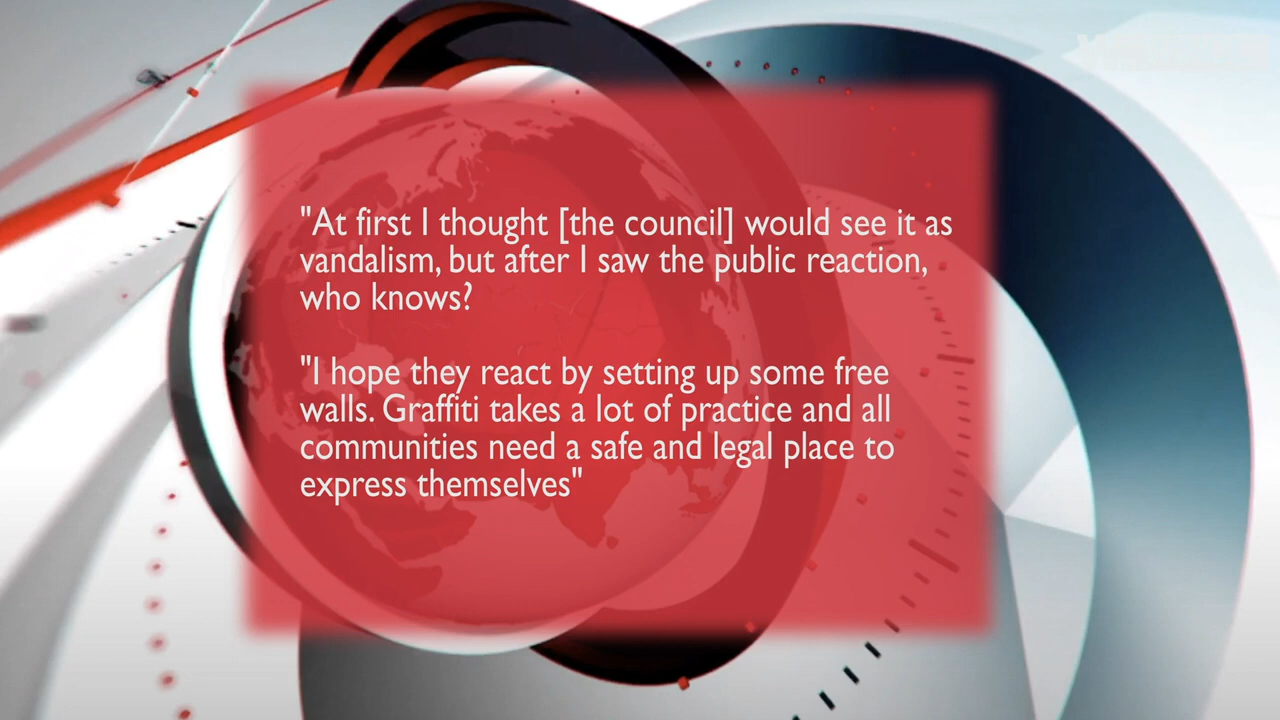 "At first I thought [the council] would see it as
vandalism, but after I saw the public reaction,
who knows?
"I hope they react by setting up some free
walls. Graffiti takes a lot of practice and all
communities need a safe and legal place to
express themselves"